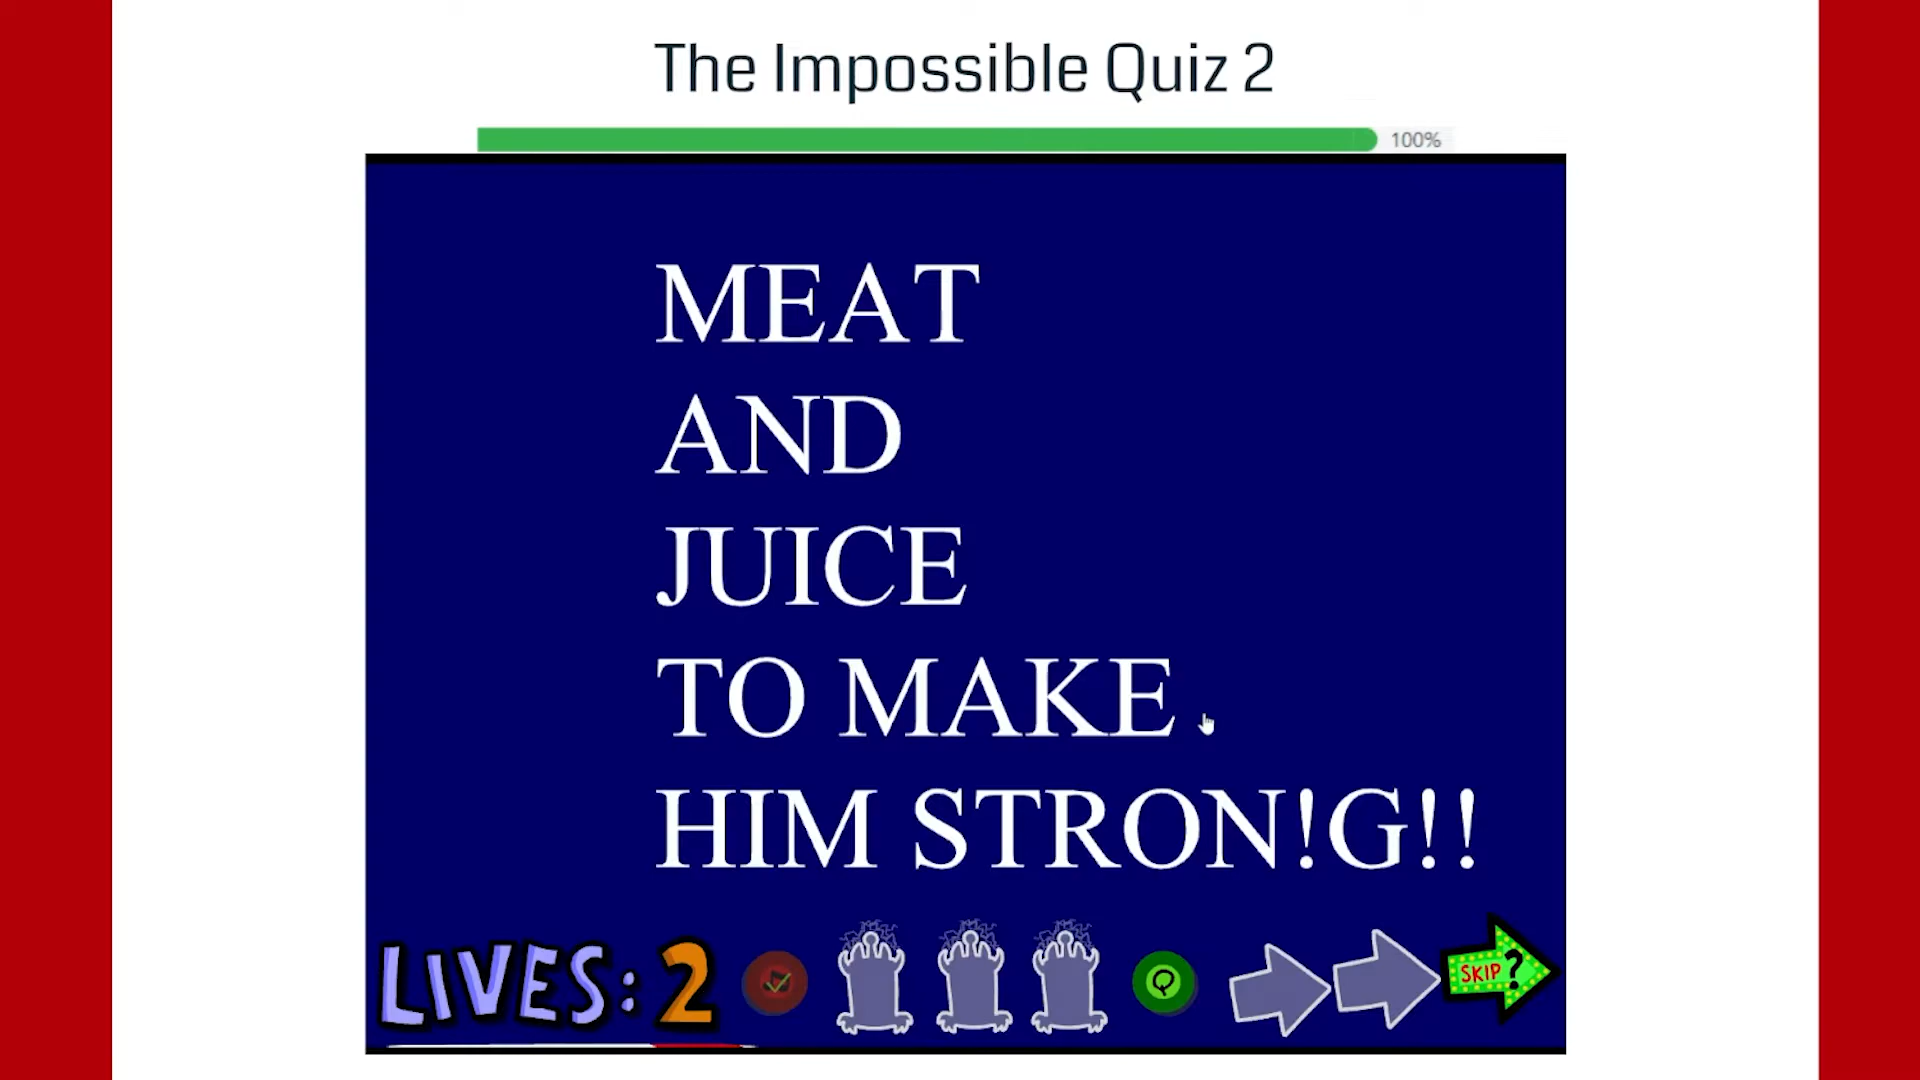 The Impossible Quiz 2
100%
MEAT
AND
JUICE
TO MAKE
HIM STRON!G!!
LIVES: 2
SKIP?